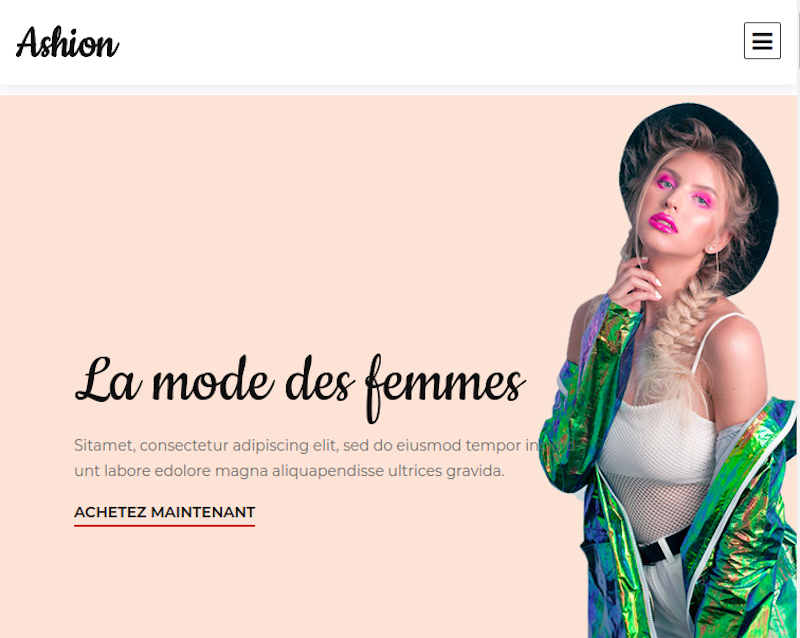 Ashion
La mode des femmes
Sitamet, consectetur adipiscing elit, sed do eiusmod tempor in
unt labore edolore magna aliquapendisse ultrices gravida.
ACHETEZ MAINTENANT